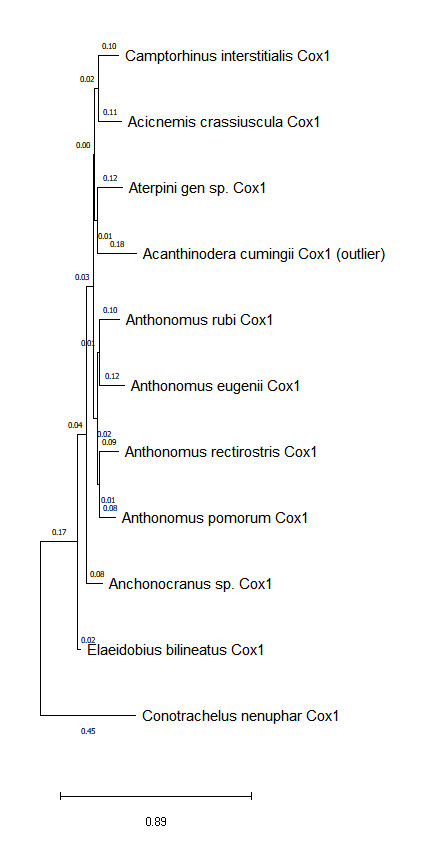 0.10
Camptorhinus interstitialis Cox1
0.02
0.11
Acicnemis crassiuscula Cox1
0.00
0.12
Aterpini gen sp. Cox1
0.01
0.18
Acanthinodera cumingii Cox1 (outlier)
0.03
0.10
Anthonomus rubi Cox1
0.01
0.12
Anthonomus eugenii Cox1
0.04
0.02
0.09
Anthonomus rectirostris Cox1
0.01
0.08
Anthonomus pomorum Cox1
0.17
0.08
Anchonocranus sp. Cox1
0.02
Elaeidobius bilineatus Cox1
Conotrachelus nenuphar Cox1
0.45
0.89